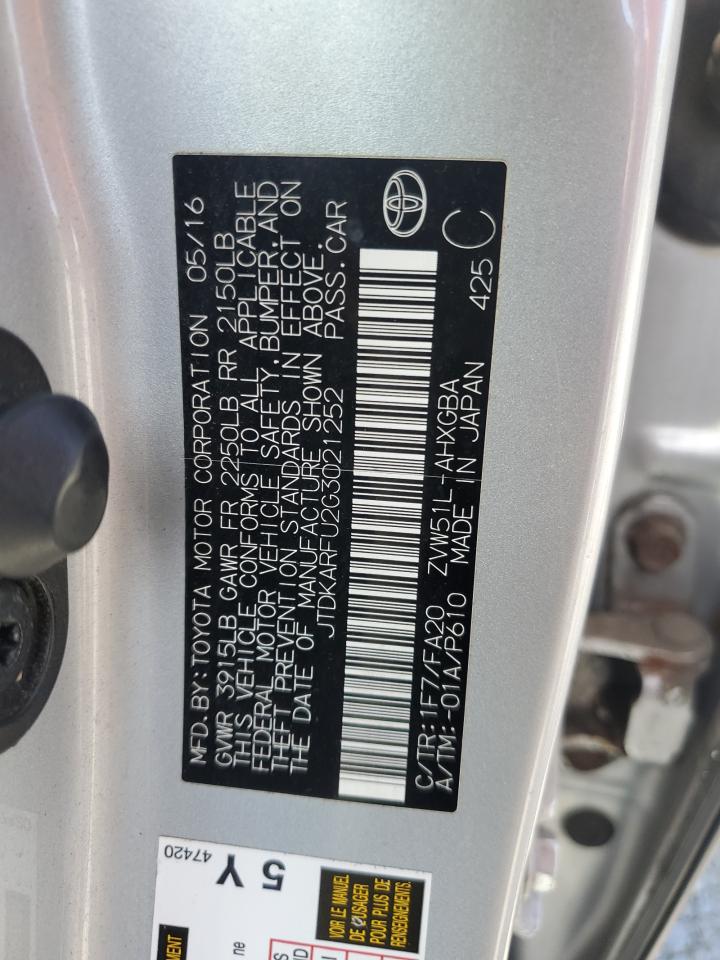 MFD. BY: TOYOTA MOTOR CORPORATION 05/16
GVWR 3915LB GAWR FR 2250LB RR 2150LB
THIS VEHICLE CONFORMS TO ALL APPLICABLE
FEDERAL MOTOR VEHICLE SAFETY, BUMPER, AND
THEFT PREVENTION STANDARDS IN EFFECT ON
THE DATE OF MANUFACTURE SHOWN ABOVE.
JTDKARFU2G3021252 PASS. CAR
C/TR: 1F7/FA20 ZVW51L-AHXGBA
A/TM: -01A/P610 MADE IN JAPAN 425 C
47420
5 Y
VOIR LE MANUEL
DE L'USAGER
POUR PLUS DE
RENSEIGNEMENTS.
ne